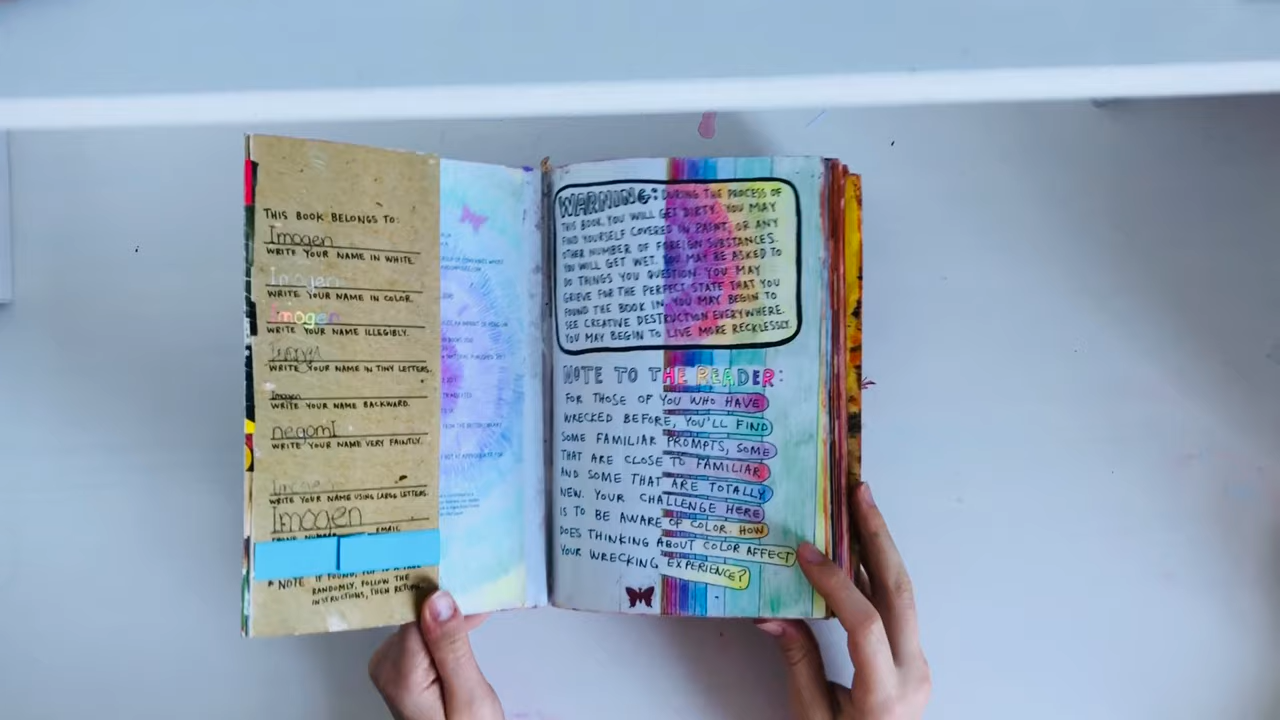 THIS BOOK BELONGS TO:
Imogen
WRITE YOUR NAME IN WHITE.
Imogen
WRITE YOUR NAME IN COLOR.
Imogen
WRITE YOUR NAME ILLEGIBLY.
WRITE YOUR NAME IN TINY LETTERS.
Imogen
WRITE YOUR NAME BACKWARD.
negomI
WRITE YOUR NAME VERY FAINTLY.
WRITE YOUR NAME USING LARGE LETTERS.
Imogen
EMAIL
* NOTE IF FOUND,
RANDOMLY, FOLLOW THE
INSTRUCTIONS, THEN RETURN
WARNING: DURING THE PROCESS OF
THIS BOOK, YOU WILL GET DIRTY. YOU MAY
FIND YOURSELF COVERED IN PAINT, OR ANY
OTHER NUMBER OF FOREIGN SUBSTANCES.
YOU WILL GET WET. YOU MAY BE ASKED TO
DO THINGS YOU QUESTION. YOU MAY
GRIEVE FOR THE PERFECT STATE THAT YOU
FOUND THE BOOK IN. YOU MAY BEGIN TO
SEE CREATIVE DESTRUCTION EVERYWHERE.
YOU MAY BEGIN TO LIVE MORE RECKLESSLY.
NOTE TO THE READER:
FOR THOSE OF YOU WHO HAVE
WRECKED BEFORE, YOU'LL FIND
SOME FAMILIAR PROMPTS, SOME
THAT ARE CLOSE TO FAMILIAR,
AND SOME THAT ARE TOTALLY
NEW. YOUR CHALLENGE HERE
IS TO BE AWARE OF COLOR. HOW
DOES THINKING ABOUT COLOR AFFECT
YOUR WRECKING EXPERIENCE?